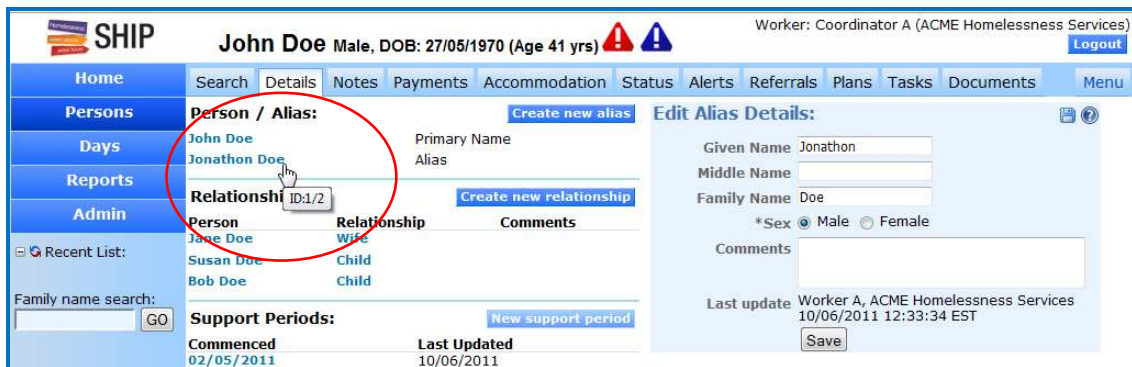 SHIP
John Doe Male, DOB: 27/05/1970 (Age 41 yrs)
Worker: Coordinator A (ACME Homelessness Services)
Logout
Home
Persons
Days
Reports
Admin
Recent List:
Family name search:
GO
Search Details Notes Payments Accommodation Status Alerts Referrals Plans Tasks Documents Menu
Person / Alias:
Create new alias
John Doe Primary Name
Jonathon Doe Alias
ID:1/2
Create new relationship
Person Relationship Comments
Jane Doe Wife
Susan Doe Child
Bob Doe Child
Support Periods:
New support period
Commenced Last Updated
02/05/2011 10/06/2011
Edit Alias Details:
Given Name Jonathon
Middle Name
Family Name Doe
*Sex Male Female
Comments
Last update Worker A, ACME Homelessness Services
10/06/2011 12:33:34 EST
Save